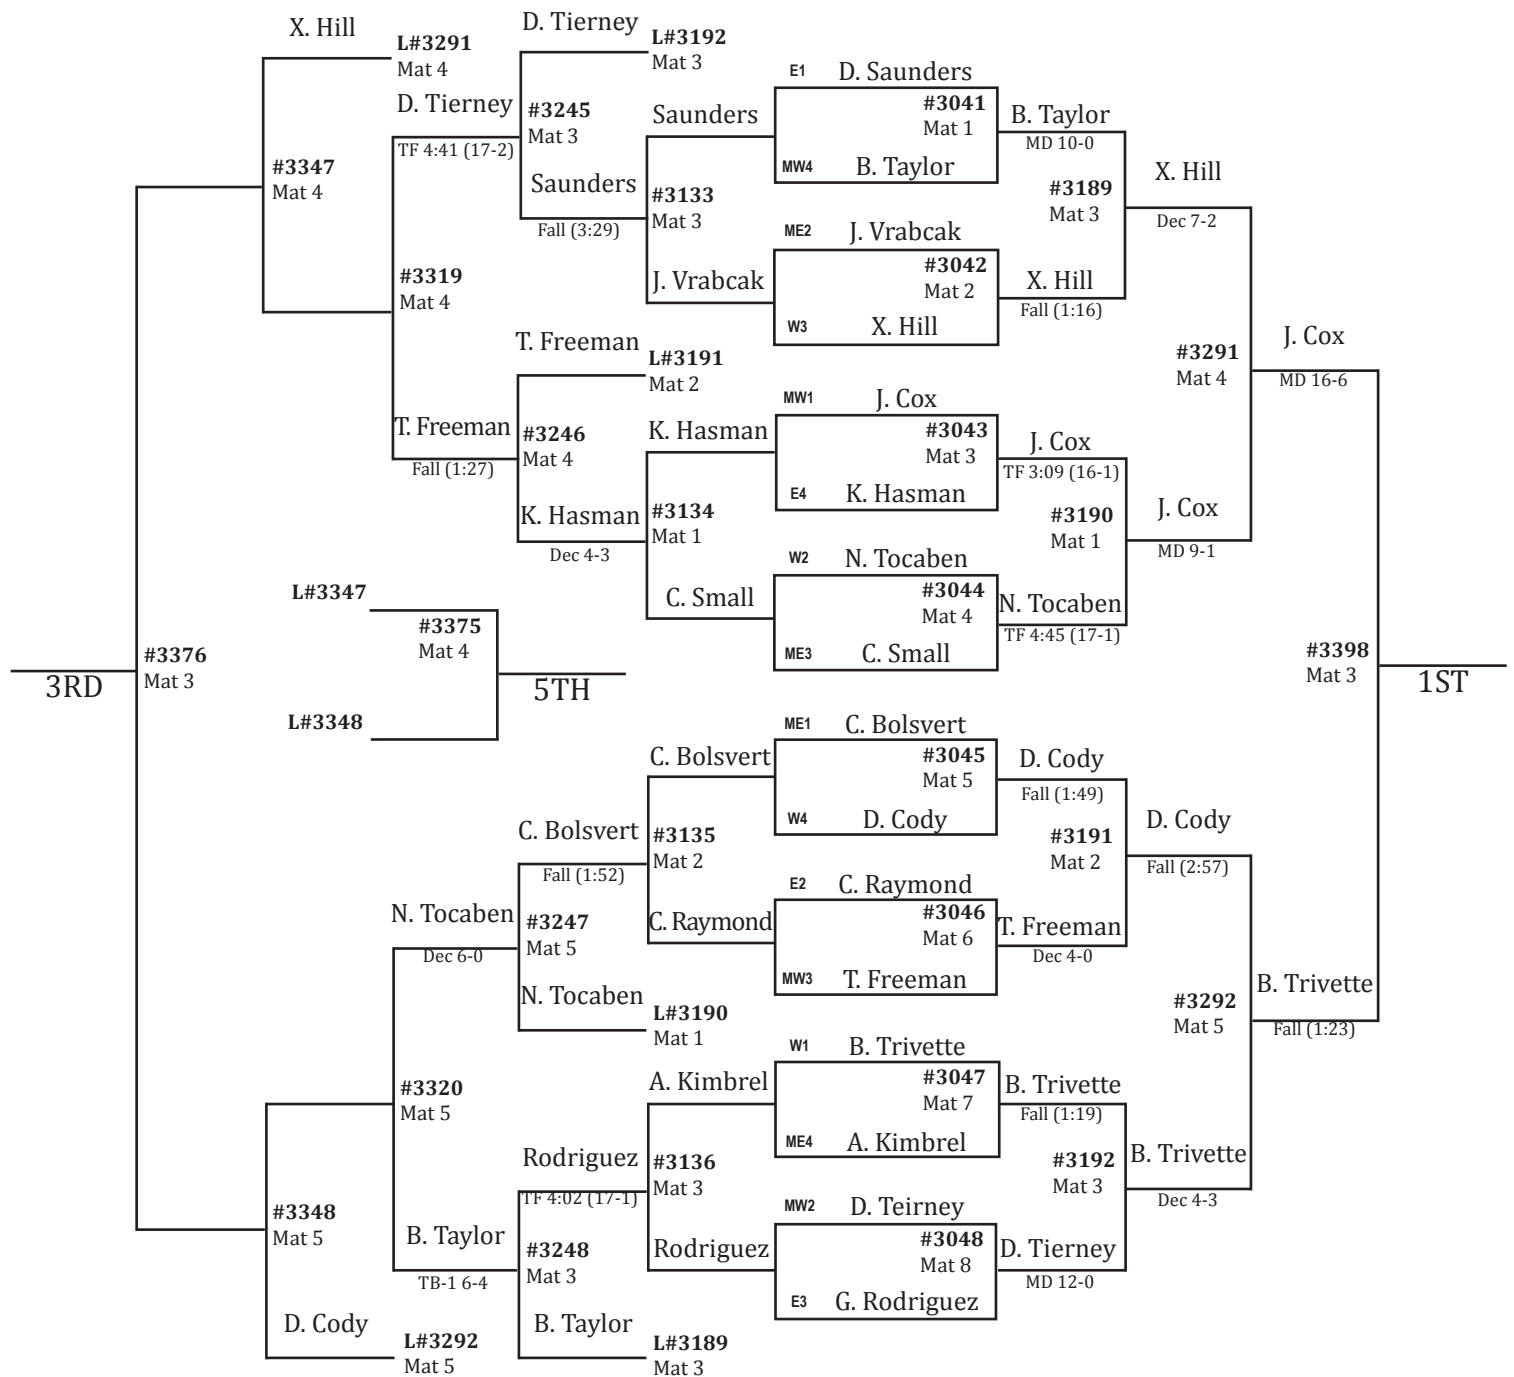 X. Hill
L#3291
Mat 4
#3347
Mat 4
D. Tierney
L#3192
Mat 3
D. Tierney
TF 4:41 (17-2)
#3245
Mat 3
Saunders
Fall (3:29)
#3319
Mat 4
Saunders
#3133
Mat 3
J. Vrabcak
T. Freeman
L#3191
Mat 2
T. Freeman
Fall (1:27)
#3246
Mat 4
K. Hasman
K. Hasman
Dec 4-3
#3134
Mat 1
C. Small
E1
D. Saunders
#3041
Mat 1
MW4
B. Taylor
B. Taylor
MD 10-0
#3189
Mat 3
ME2
J. Vrabcak
#3042
Mat 2
W3
X. Hill
X. Hill
Fall (1:16)
X. Hill
Dec 7-2
#3291
Mat 4
J. Cox
MD 16-6
MW1
J. Cox
#3043
Mat 3
E4
K. Hasman
J. Cox
TF 3:09 (16-1)
#3190
Mat 1
J. Cox
MD 9-1
W2
N. Tocaben
#3044
Mat 4
ME3
C. Small
N. Tocaben
TF 4:45 (17-1)
L#3347
#3375
Mat 4
L#3348
5TH
#3376
Mat 3
3RD
#3398
Mat 3
1ST
ME1
C. Bolsvert
#3045
Mat 5
W4
D. Cody
D. Cody
Fall (1:49)
#3191
Mat 2
D. Cody
Fall (2:57)
E2
C. Raymond
#3046
Mat 6
MW3
T. Freeman
T. Freeman
Dec 4-0
C. Bolsvert
#3135
Mat 2
C. Raymond
C. Bolsvert
Fall (1:52)
N. Tocaben
Dec 6-0
#3247
Mat 5
N. Tocaben
L#3190
Mat 1
#3292
Mat 5
B. Trivette
Fall (1:23)
W1
B. Trivette
#3047
Mat 7
ME4
A. Kimbrel
B. Trivette
Fall (1:19)
#3192
Mat 3
B. Trivette
Dec 4-3
MW2
D. Teirney
#3048
Mat 8
E3
G. Rodriguez
D. Tierney
MD 12-0
A. Kimbrel
#3136
Mat 3
Rodriguez
Rodriguez
TF 4:02 (17-1)
#3320
Mat 5
B. Taylor
TB-1 6-4
#3248
Mat 3
B. Taylor
L#3189
Mat 3
#3348
Mat 5
D. Cody
L#3292
Mat 5